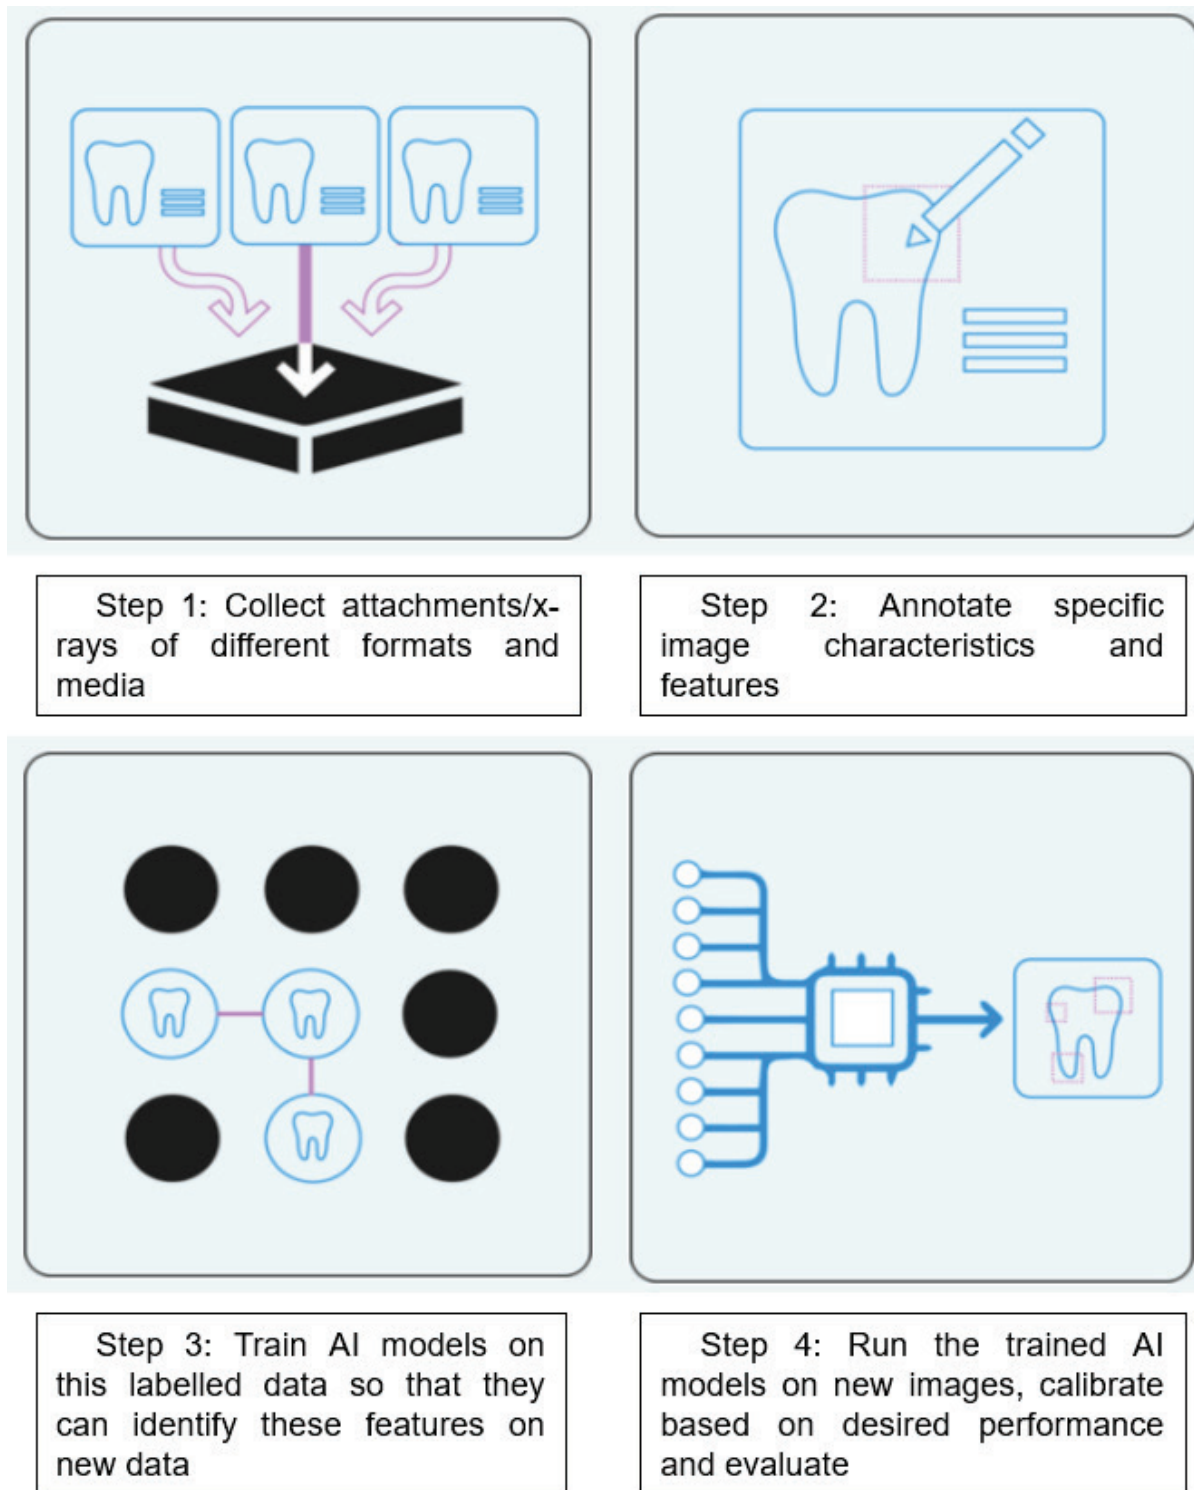 Step 1: Collect attachments/x-
rays of different formats and
media
Step 2: Annotate specific
image characteristics and
features
Step 3: Train AI models on
this labelled data so that they
can identify these features on
new data
Step 4: Run the trained AI
models on new images, calibrate
based on desired performance
and evaluate